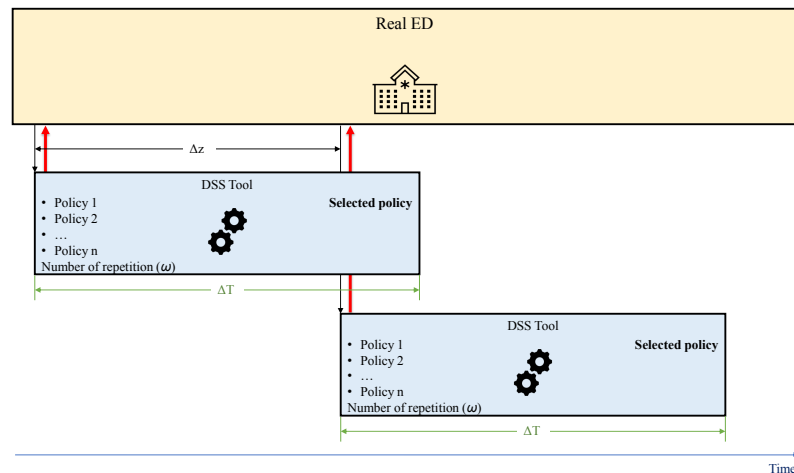 Real ED
Δz
DSS Tool
• Policy 1
Selected policy
• Policy 2
• …
• Policy n
Number of repetition (ω)
ΔT
DSS Tool
• Policy 1
Selected policy
• Policy 2
• …
• Policy n
Number of repetition (ω)
ΔT
Time